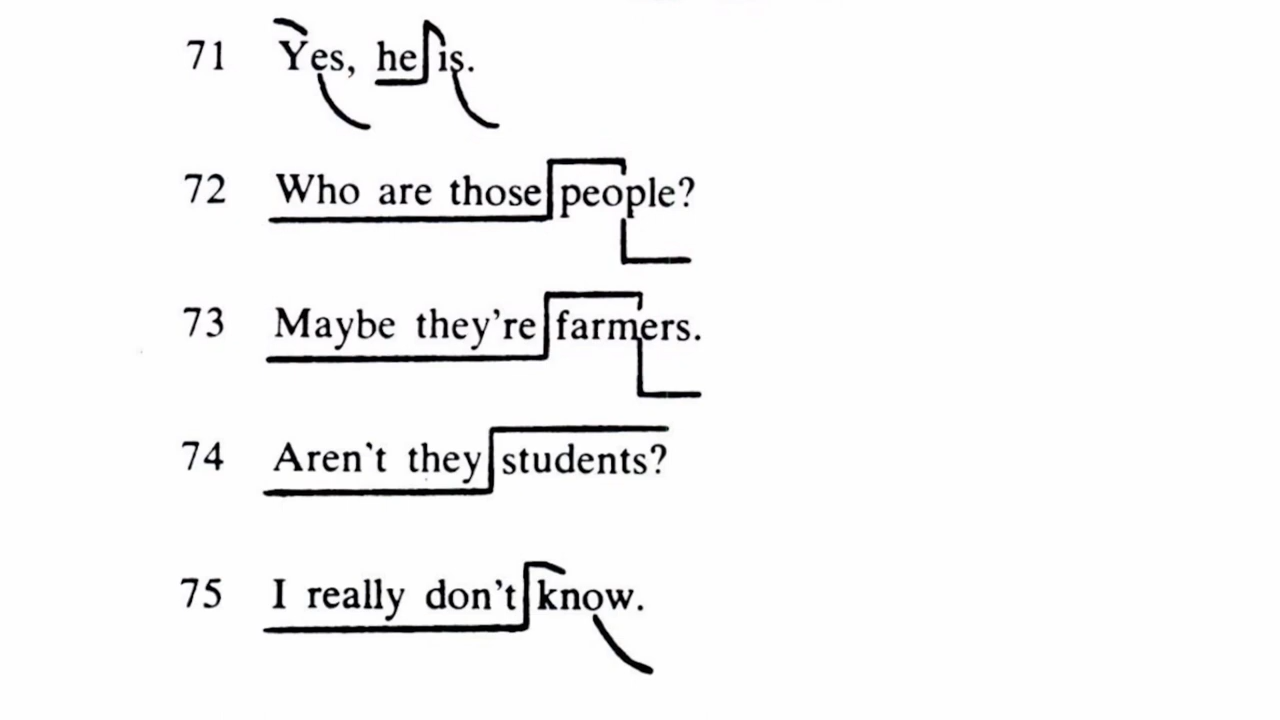 71 Yes, he is.
72 Who are those people?
73 Maybe they're farmers.
74 Aren't they students?
75 I really don't know.